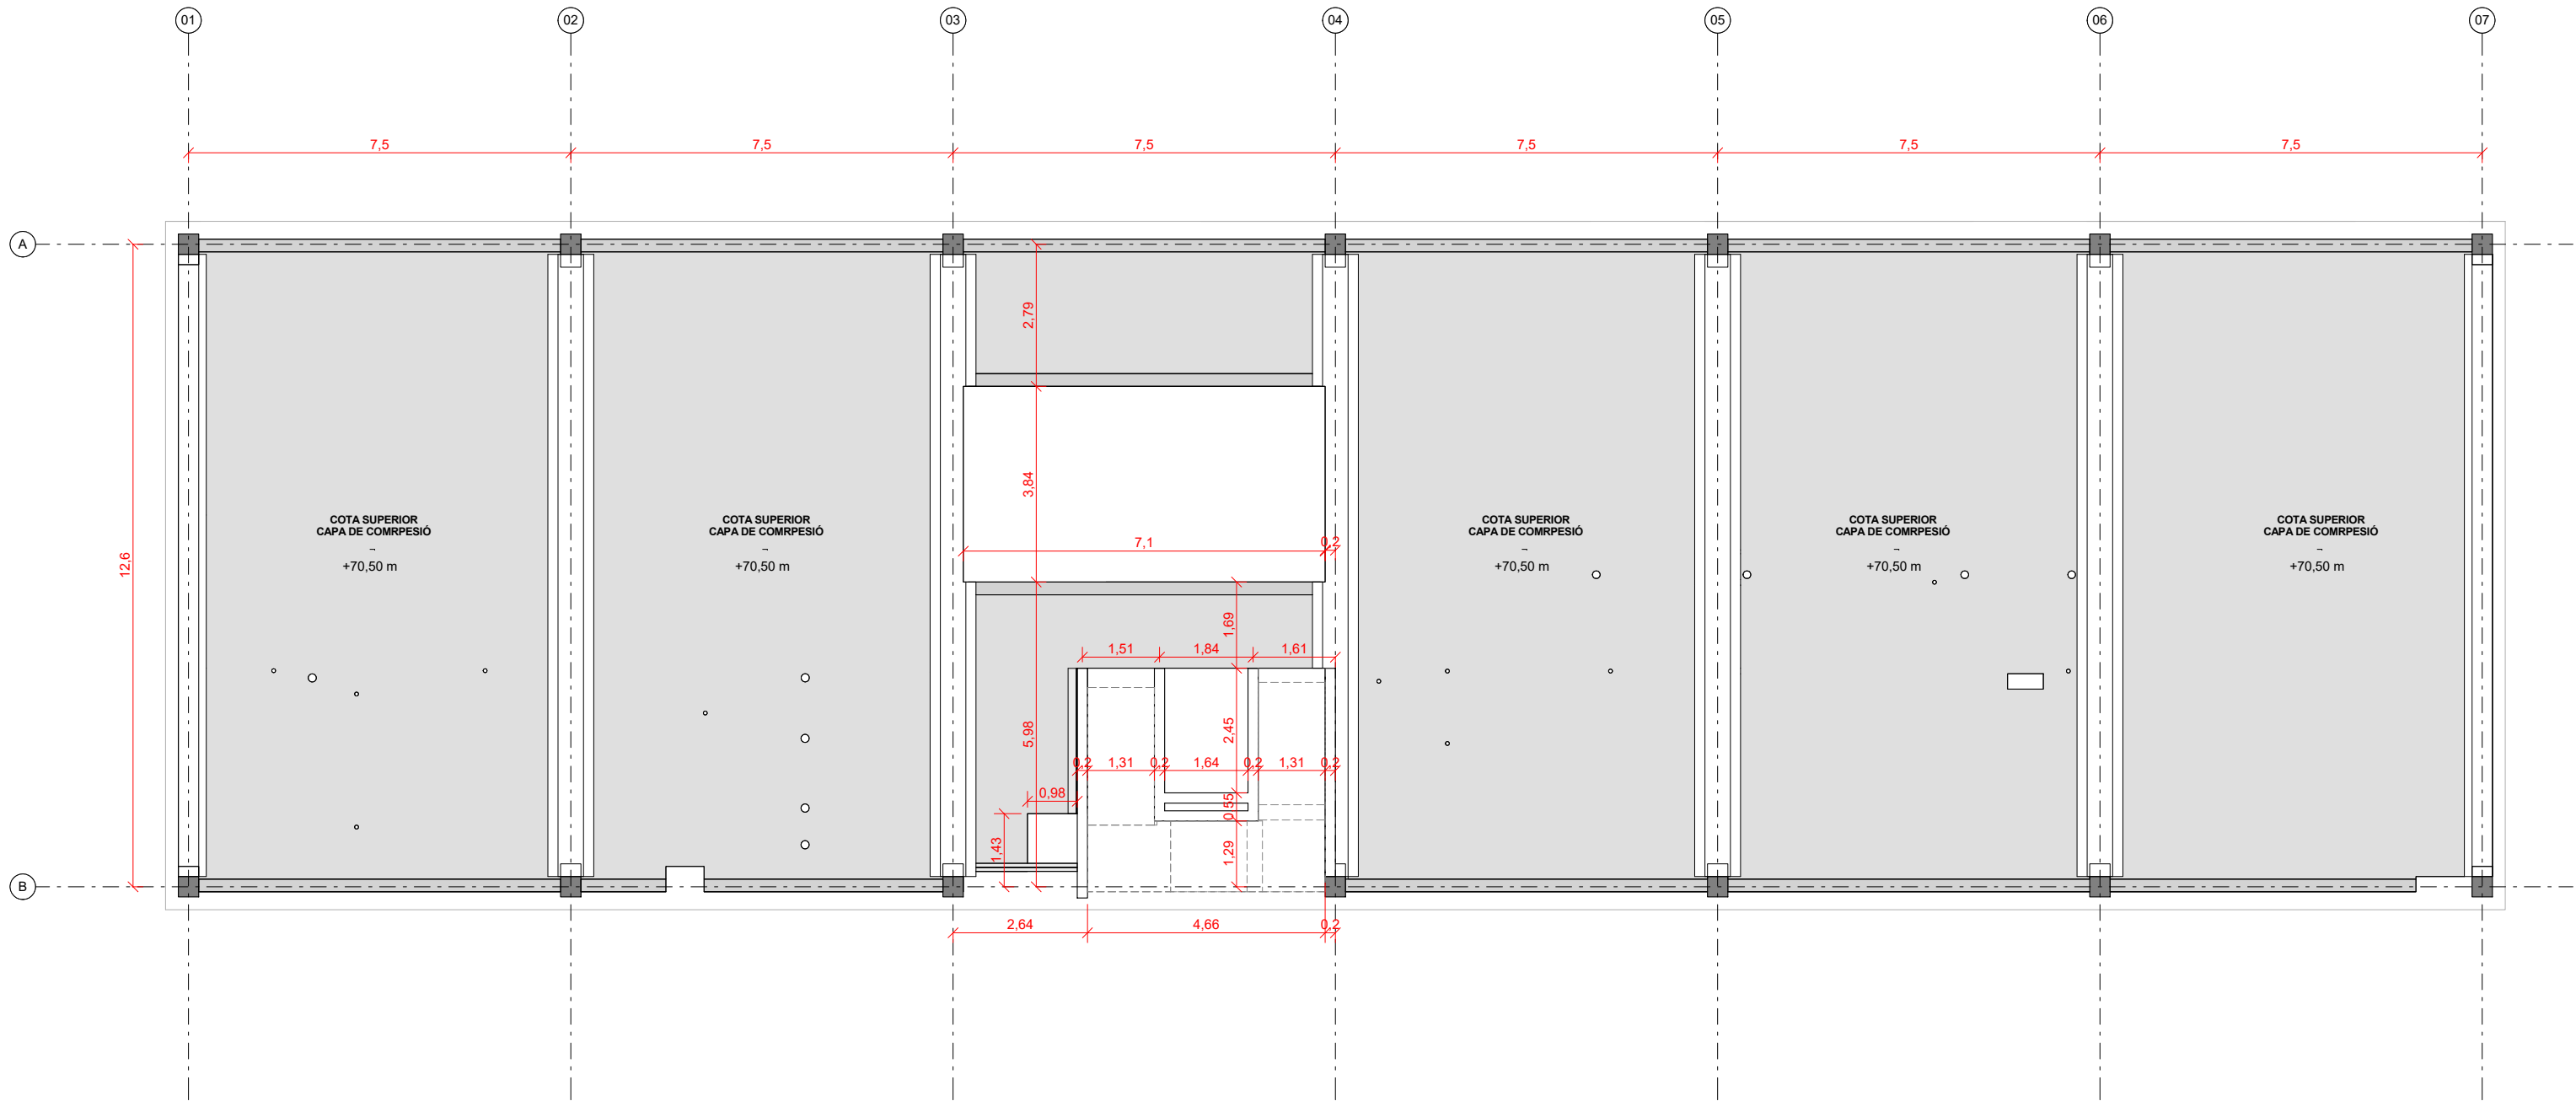 01 02 03 04 05 06 07
7,5 7,5 7,5 7,5 7,5 7,5
A
2,79
3,84
12,6
COTA SUPERIOR
CAPA DE COMRPESIÓ
+70,50 m
COTA SUPERIOR
CAPA DE COMRPESIÓ
+70,50 m
7,1 0,2
COTA SUPERIOR
CAPA DE COMRPESIÓ
+70,50 m
COTA SUPERIOR
CAPA DE COMRPESIÓ
+70,50 m
COTA SUPERIOR
CAPA DE COMRPESIÓ
+70,50 m
1,69
1,51 1,84 1,61
5,98
2,45
0,2 1,31 0,2 1,64 0,2 1,31 0,2
0,98
0,55
1,43
1,29
B
2,64 4,66 0,2